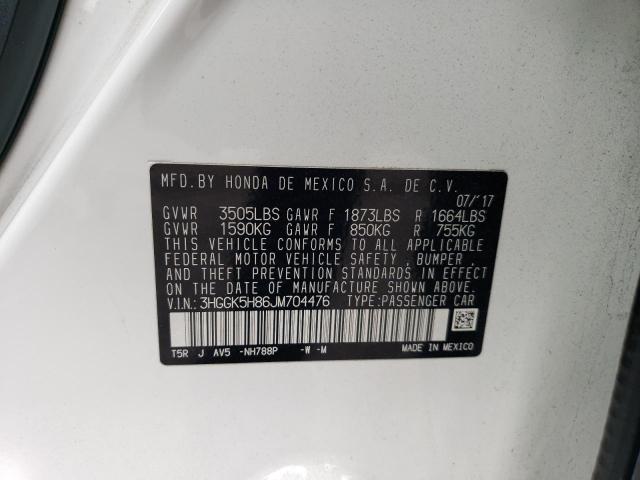 MFD.BY HONDA DE MEXICO S.A. DE C.V.
07/'17
GVWR 3505LBS GAWR F 1873LBS R 1664LBS
GVWR 1590KG GAWR F 850KG R 755KG
THIS VEHICLE CONFORMS TO ALL APPLICABLE
FEDERAL MOTOR VEHICLE SAFETY , BUMPER ,
AND THEFT PREVENTION STANDARDS IN EFFECT
ON THE DATE OF MANUFACTURE SHOWN ABOVE.
V.I.N.: 3HGGK5H86JM704476 TYPE:PASSENGER CAR
T5R J AV5 -NH788P -W -M MADE IN MEXICO